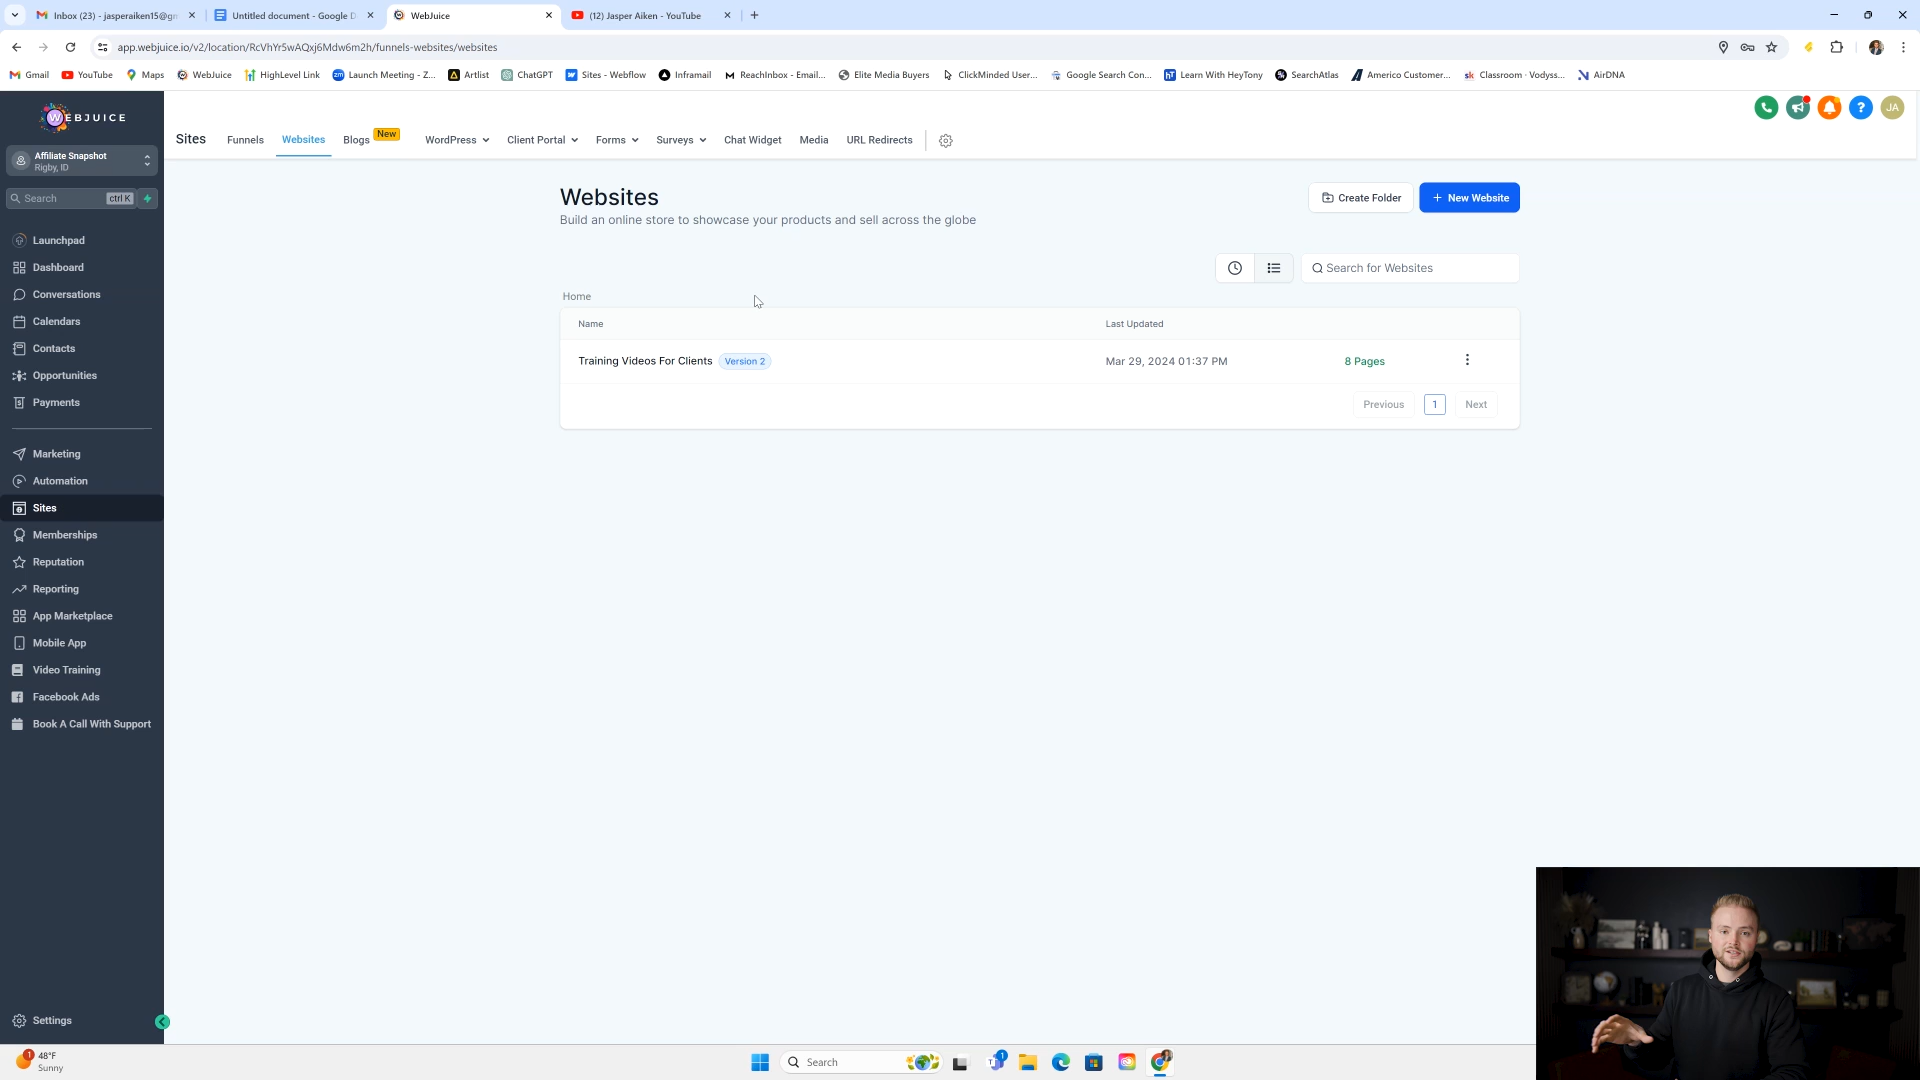 Inbox (23) - jasperaiken15@gm
Untitled document - Google D
WebJuice
(12) Jasper Aiken - YouTube
app.webjuice.io/v2/location/RcVhYr5wAQxj6Mdw6m2h/funnels-websites/websites
Gmail
YouTube
Maps
WebJuice
HighLevel Link
Launch Meeting - Z...
Artlist
ChatGPT
Sites - Webflow
Inframail
ReachInbox - Email...
Elite Media Buyers
ClickMinded User...
Google Search Con...
Learn With HeyTony
SearchAtlas
Americo Customer...
Classroom · Vodyss...
AirDNA
WEBJUICE
Affiliate Snapshot
Rigby, ID
Search
ctrl K
Launchpad
Dashboard
Conversations
Calendars
Contacts
Opportunities
Payments
Marketing
Automation
Sites
Memberships
Reputation
Reporting
App Marketplace
Mobile App
Video Training
Facebook Ads
Book A Call With Support
Settings
Sites
Funnels
Websites
Blogs
New
WordPress
Client Portal
Forms
Surveys
Chat Widget
Media
URL Redirects
JA
Websites
Build an online store to showcase your products and sell across the globe
Create Folder
+ New Website
Search for Websites
Home
Name
Last Updated
Training Videos For Clients
Version 2
Mar 29, 2024 01:37 PM
8 Pages
Previous
1
Next
1
48°F
Sunny
Search
1